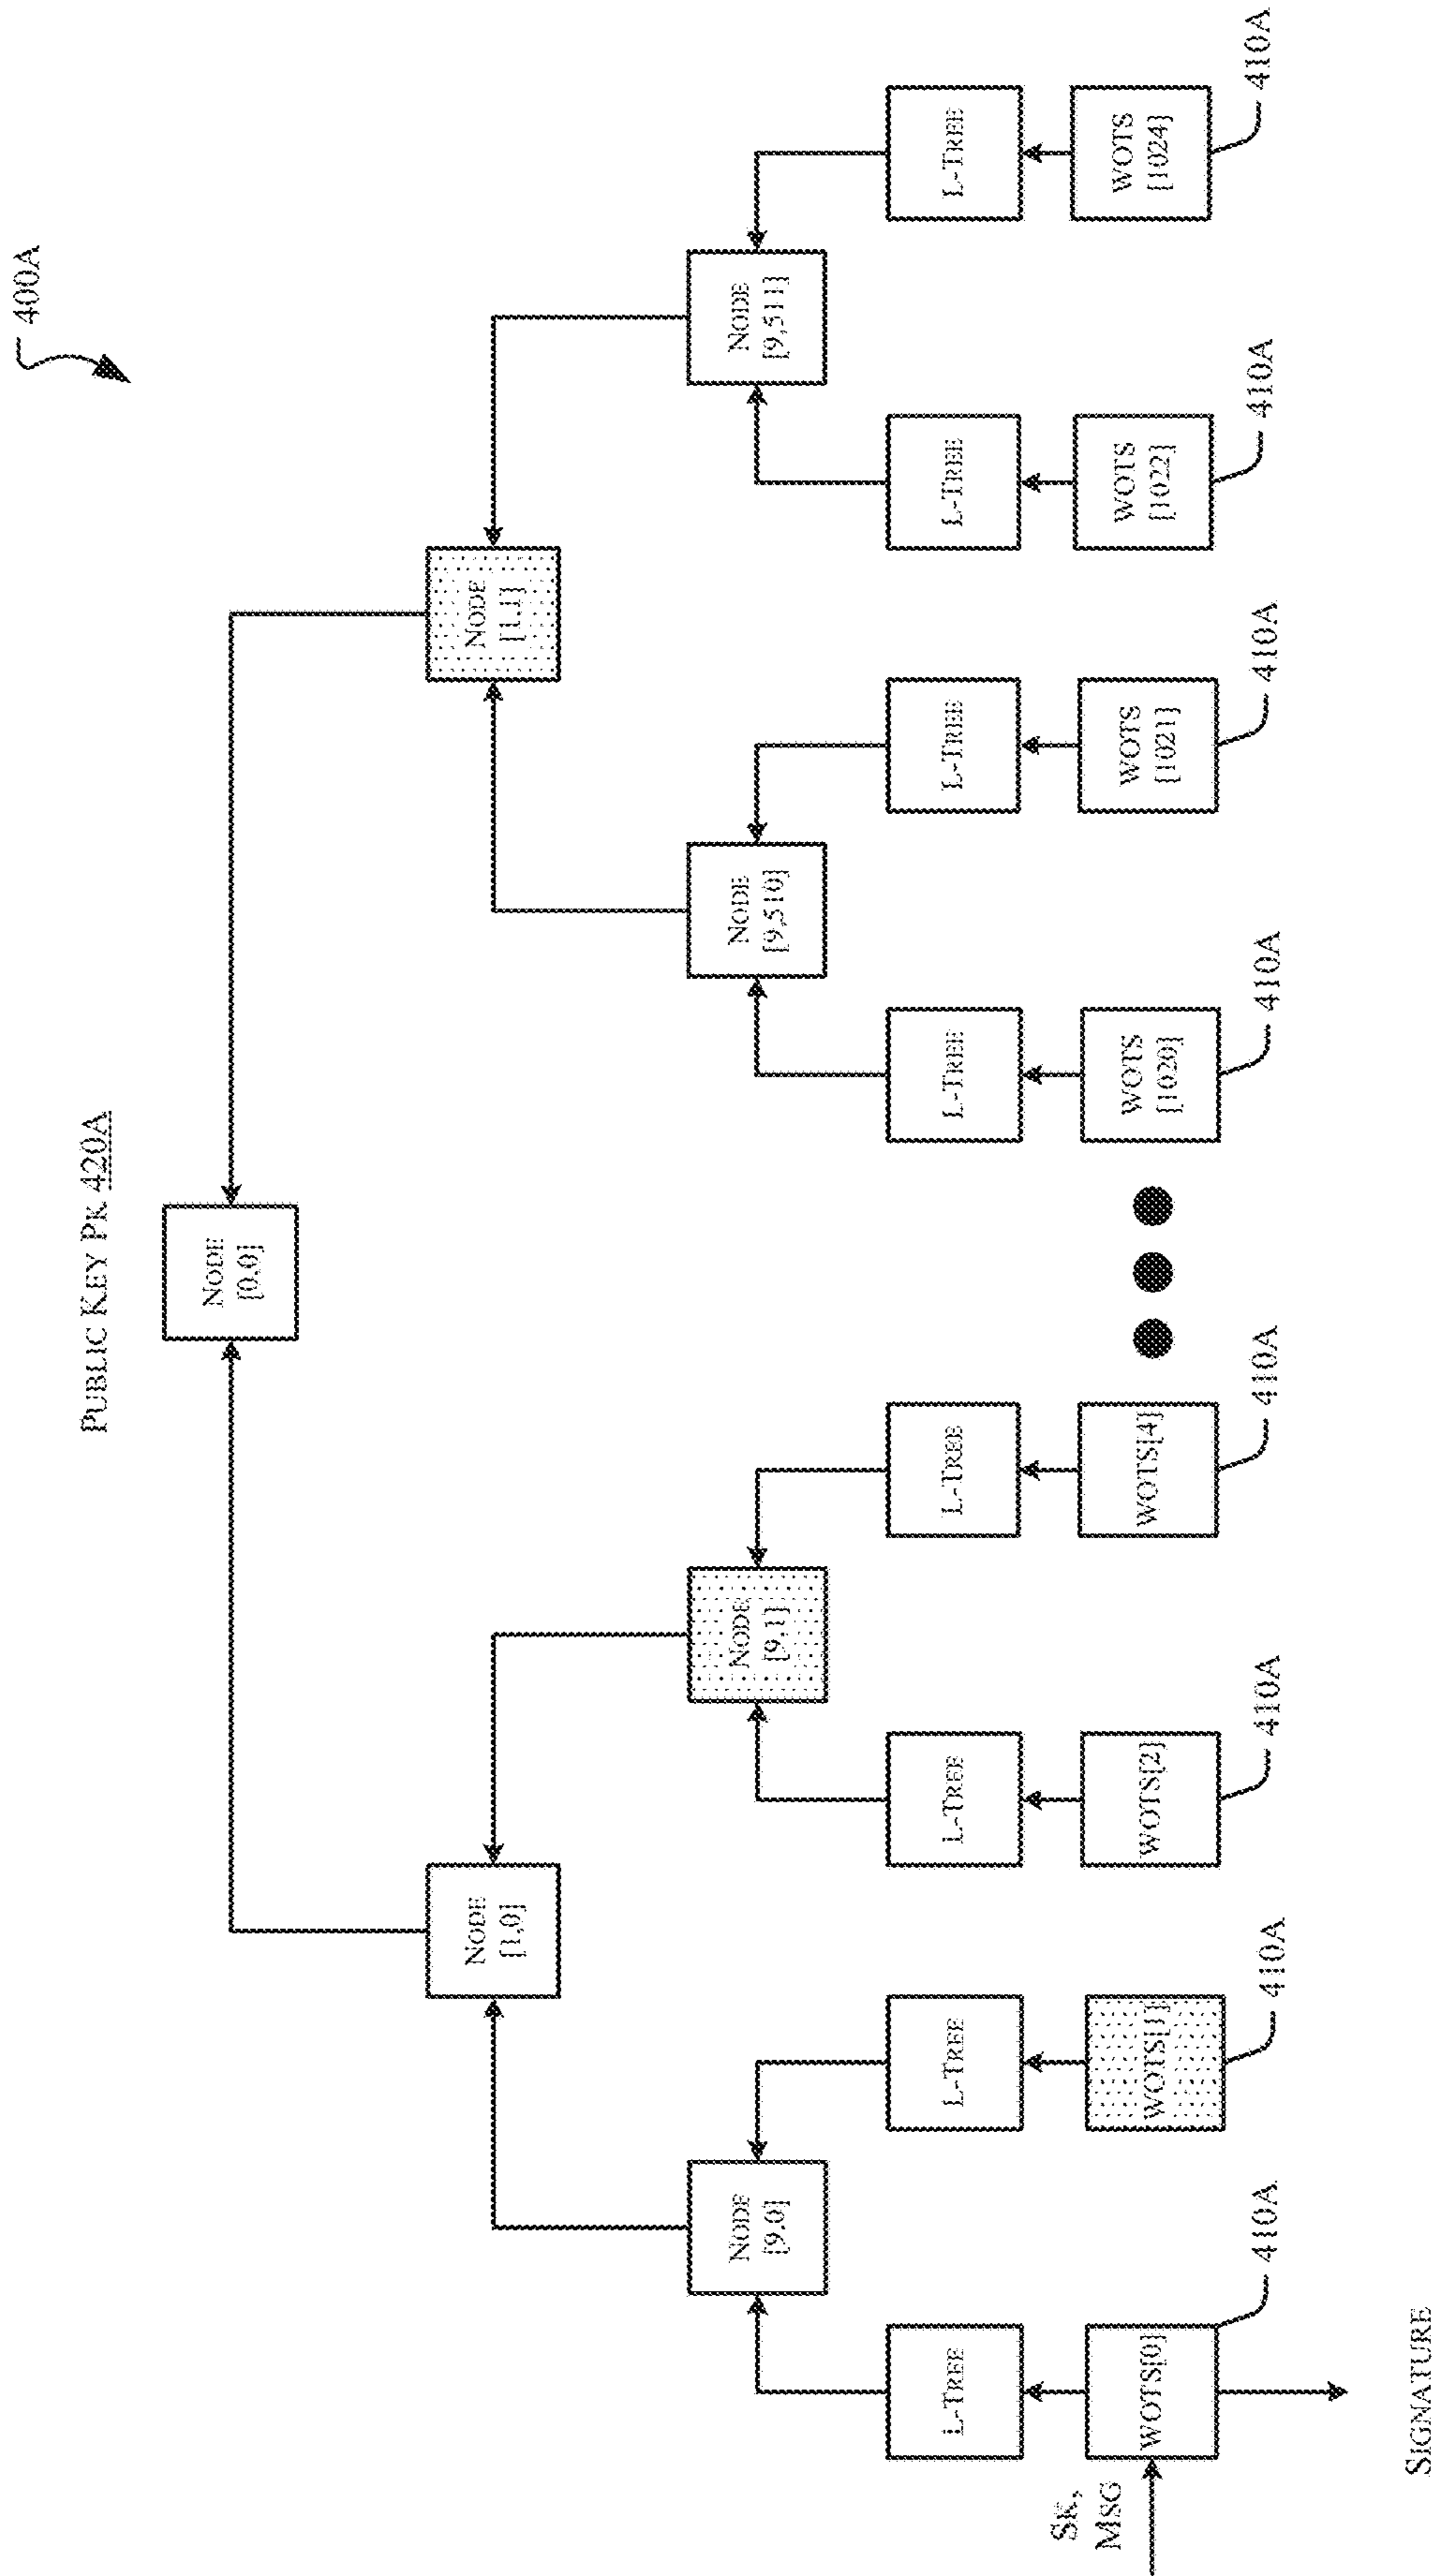 400A
PUBLIC KEY PK 420A
NODE
[0,0]
NODE
[1,0]
NODE
[1,1]
NODE
[9,0]
NODE
[9,1]
NODE
[9,510]
NODE
[9,511]
L-TREE
L-TREE
L-TREE
L-TREE
L-TREE
L-TREE
L-TREE
L-TREE
SK,
MSG
WOTS[0]
WOTS[1]
WOTS[2]
WOTS[4]
WOTS
[1020]
WOTS
[1021]
WOTS
[1022]
WOTS
[1024]
410A
410A
410A
410A
410A
410A
410A
410A
SIGNATURE